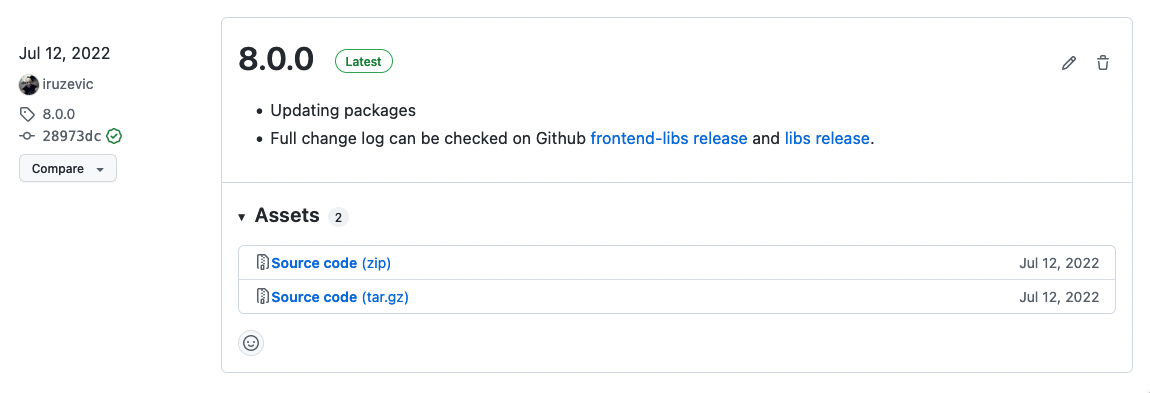 Jul 12, 2022
iruzevic
8.0.0
28973dc
Compare
8.0.0 Latest
• Updating packages
• Full change log can be checked on Github frontend-libs release and libs release.
Assets 2
Source code (zip) Jul 12, 2022
Source code (tar.gz) Jul 12, 2022